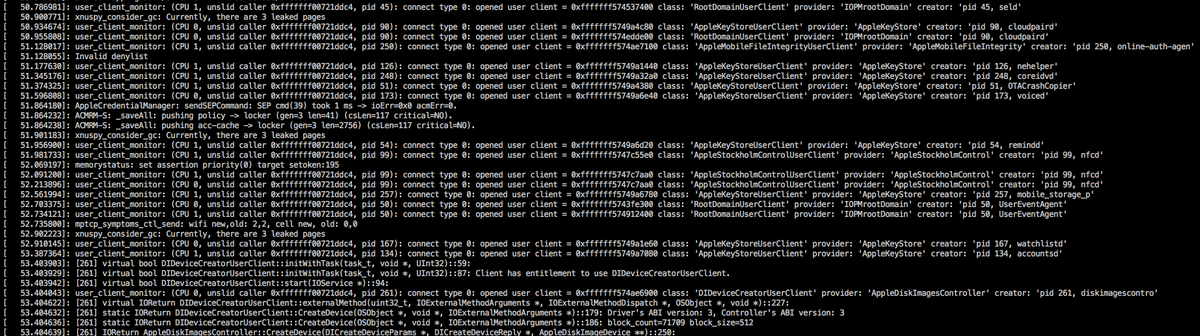 [   50.786981]: user_client_monitor: (CPU 1, unslid caller 0xfffffff00721ddc4, pid 45): connect type 0: opened user client = 0xfffffff574537400 class: 'RootDomainUserClient' provider: 'IOPMrootDomain' creator: 'pid 45, seld'
[   50.900771]: xnuspy_consider_gc: Currently, there are 3 leaked pages
[   50.934674]: user_client_monitor: (CPU 0, unslid caller 0xfffffff00721ddc4, pid 90): connect type 0: opened user client = 0xfffffff5749a4c80 class: 'AppleKeyStoreUserClient' provider: 'AppleKeyStore' creator: 'pid 90, cloudpaird'
[   50.955808]: user_client_monitor: (CPU 0, unslid caller 0xfffffff00721ddc4, pid 90): connect type 0: opened user client = 0xfffffff574edde00 class: 'RootDomainUserClient' provider: 'IOPMrootDomain' creator: 'pid 90, cloudpaird'
[   51.128017]: user_client_monitor: (CPU 1, unslid caller 0xfffffff00721ddc4, pid 250): connect type 0: opened user client = 0xfffffff574ae7100 class: 'AppleMobileFileIntegrityUserClient' provider: 'AppleMobileFileIntegrity' creator: 'pid 250, online-auth-agen'
[   51.128055]: Invalid denylist
[   51.177630]: user_client_monitor: (CPU 1, unslid caller 0xfffffff00721ddc4, pid 126): connect type 0: opened user client = 0xfffffff5749a1440 class: 'AppleKeyStoreUserClient' provider: 'AppleKeyStore' creator: 'pid 126, nehelper'
[   51.345176]: user_client_monitor: (CPU 1, unslid caller 0xfffffff00721ddc4, pid 248): connect type 0: opened user client = 0xfffffff5749a32a0 class: 'AppleKeyStoreUserClient' provider: 'AppleKeyStore' creator: 'pid 248, coreidvd'
[   51.374325]: user_client_monitor: (CPU 1, unslid caller 0xfffffff00721ddc4, pid 51): connect type 0: opened user client = 0xfffffff5749a4380 class: 'AppleKeyStoreUserClient' provider: 'AppleKeyStore' creator: 'pid 51, OTACrashCopier'
[   51.596808]: user_client_monitor: (CPU 0, unslid caller 0xfffffff00721ddc4, pid 173): connect type 0: opened user client = 0xfffffff5749a6e40 class: 'AppleKeyStoreUserClient' provider: 'AppleKeyStore' creator: 'pid 173, voiced'
[   51.864180]: AppleCredentialManager: sendSEPCommand: SEP cmd(39) took 1 ms -> ioErr=0x0 acmErr=0.
[   51.864232]: ACMRM-S: _saveAll: pushing policy -> locker (gen=3 len=41) (csLen=117 critical=NO).
[   51.864238]: ACMRM-S: _saveAll: pushing acc-cache -> locker (gen=3 len=2756) (csLen=117 critical=NO).
[   51.901183]: xnuspy_consider_gc: Currently, there are 3 leaked pages
[   51.956900]: user_client_monitor: (CPU 1, unslid caller 0xfffffff00721ddc4, pid 54): connect type 0: opened user client = 0xfffffff5749a6d20 class: 'AppleKeyStoreUserClient' provider: 'AppleKeyStore' creator: 'pid 54, remindd'
[   51.981733]: user_client_monitor: (CPU 1, unslid caller 0xfffffff00721ddc4, pid 99): connect type 0: opened user client = 0xfffffff5747c55e0 class: 'AppleStockholmControlUserClient' provider: 'AppleStockholmControl' creator: 'pid 99, nfcd'
[   52.069197]: memorystatus: set assertion priority(0) target setoken:195
[   52.091200]: user_client_monitor: (CPU 1, unslid caller 0xfffffff00721ddc4, pid 99): connect type 0: opened user client = 0xfffffff5747c7aa0 class: 'AppleStockholmControlUserClient' provider: 'AppleStockholmControl' creator: 'pid 99, nfcd'
[   52.213896]: user_client_monitor: (CPU 0, unslid caller 0xfffffff00721ddc4, pid 99): connect type 0: opened user client = 0xfffffff5747c7aa0 class: 'AppleStockholmControlUserClient' provider: 'AppleStockholmControl' creator: 'pid 99, nfcd'
[   52.561994]: user_client_monitor: (CPU 1, unslid caller 0xfffffff00721ddc4, pid 257): connect type 0: opened user client = 0xfffffff5749a6780 class: 'AppleKeyStoreUserClient' provider: 'AppleKeyStore' creator: 'pid 257, mobile_storage_p'
[   52.703375]: user_client_monitor: (CPU 0, unslid caller 0xfffffff00721ddc4, pid 50): connect type 0: opened user client = 0xfffffff5743fe300 class: 'RootDomainUserClient' provider: 'IOPMrootDomain' creator: 'pid 50, UserEventAgent'
[   52.734121]: user_client_monitor: (CPU 1, unslid caller 0xfffffff00721ddc4, pid 50): connect type 0: opened user client = 0xfffffff574912400 class: 'RootDomainUserClient' provider: 'IOPMrootDomain' creator: 'pid 50, UserEventAgent'
[   52.735800]: mptcp_symptoms_ctl_send: wifi new,old: 2,2, cell new, old: 0,0
[   52.902223]: xnuspy_consider_gc: Currently, there are 3 leaked pages
[   52.910145]: user_client_monitor: (CPU 0, unslid caller 0xfffffff00721ddc4, pid 167): connect type 0: opened user client = 0xfffffff5749a1e60 class: 'AppleKeyStoreUserClient' provider: 'AppleKeyStore' creator: 'pid 167, watchlistd'
[   53.387364]: user_client_monitor: (CPU 1, unslid caller 0xfffffff00721ddc4, pid 134): connect type 0: opened user client = 0xfffffff5749a7080 class: 'AppleKeyStoreUserClient' provider: 'AppleKeyStore' creator: 'pid 134, accountsd'
[   53.403903]: [261] virtual bool DIDeviceCreatorUserClient::initWithTask(task_t, void *, UInt32)::59:
[   53.403929]: [261] virtual bool DIDeviceCreatorUserClient::initWithTask(task_t, void *, UInt32)::87: Client has entitlement to use DIDeviceCreatorUserClient.
[   53.403942]: [261] virtual bool DIDeviceCreatorUserClient::start(IOService *)::94:
[   53.404043]: user_client_monitor: (CPU 0, unslid caller 0xfffffff00721ddc4, pid 261): connect type 0: opened user client = 0xfffffff574ae6900 class: 'DIDeviceCreatorUserClient' provider: 'AppleDiskImagesController' creator: 'pid 261, diskimagescontro'
[   53.404622]: [261] virtual IOReturn DIDeviceCreatorUserClient::externalMethod(uint32_t, IOExternalMethodArguments *, IOExternalMethodDispatch *, OSObject *, void *)::227:
[   53.404631]: [261] static IOReturn DIDeviceCreatorUserClient::CreateDevice(OSObject *, void *, IOExternalMethodArguments *)::179: Driver's ABI version: 3, Controller's ABI version: 3
[   53.404636]: [261] static IOReturn DIDeviceCreatorUserClient::CreateDevice(OSObject *, void *, IOExternalMethodArguments *)::186: block_count=71709 block_size=512
[   53.404696]: [261] IOReturn AppleDiskImagesController::CreateDevice(DICreateDeviceParams *, DICreateDeviceReply *, AppleDiskImageDevice **)::250: